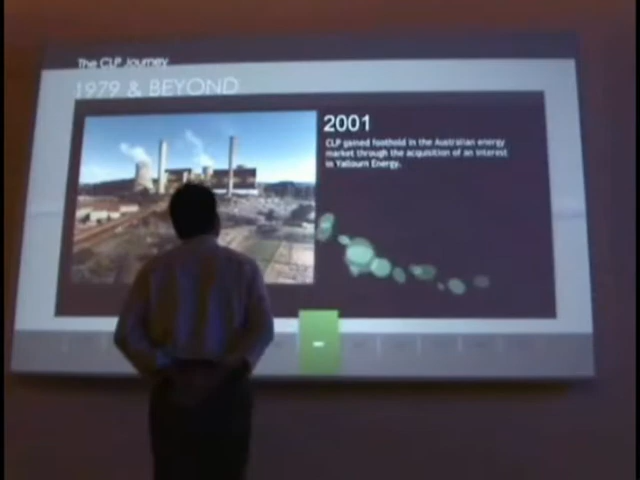 The CLP Journey
1979 & BEYOND
2001
CLP gained foothold in the Australian energy
market through the acquisition of an interest
in Yallourn Energy.